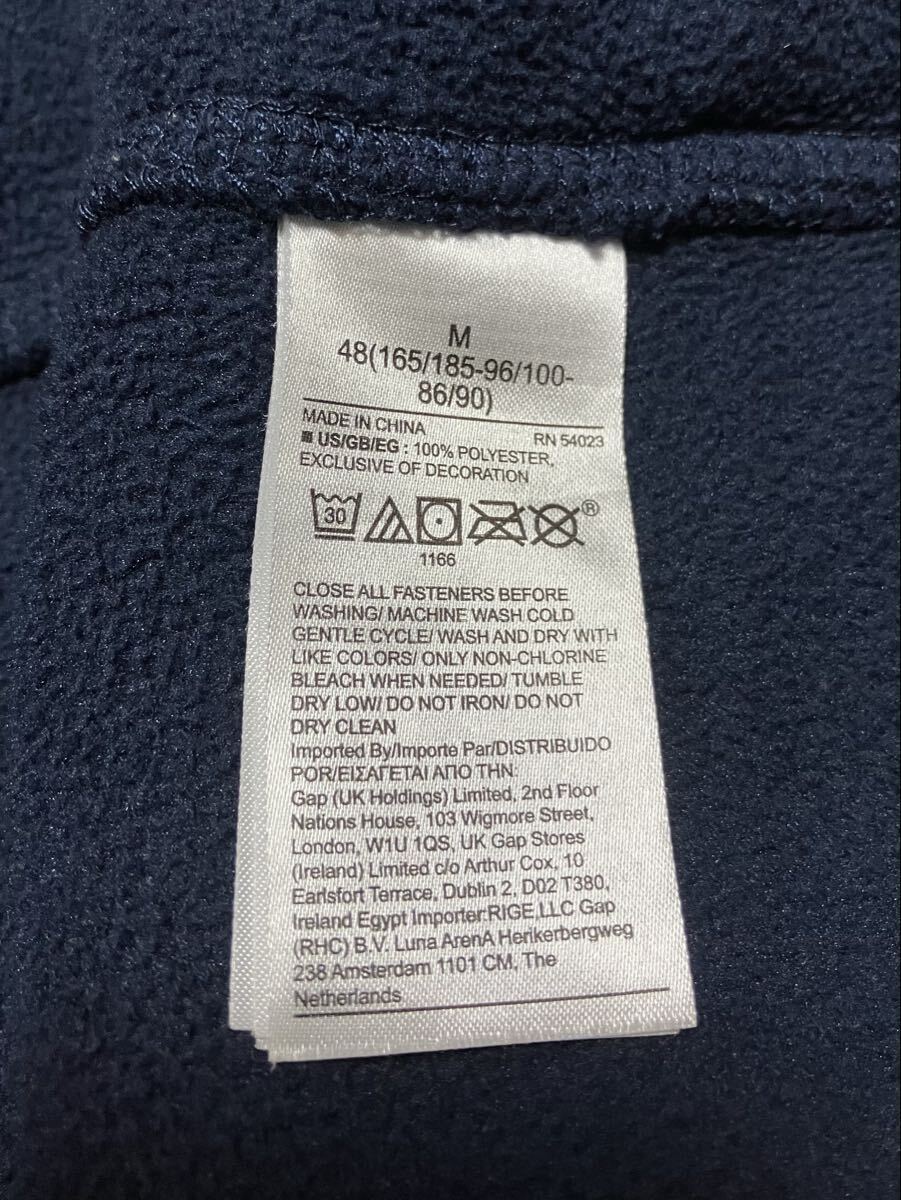 M
48(165/185-96/100-
86/90)
MADE IN CHINA
RN 54023
■ US/GB/EG : 100% POLYESTER,
EXCLUSIVE OF DECORATION
30
®
1166
CLOSE ALL FASTENERS BEFORE
WASHING/ MACHINE WASH COLD
GENTLE CYCLE/ WASH AND DRY WITH
LIKE COLORS/ ONLY NON-CHLORINE
BLEACH WHEN NEEDED/ TUMBLE
DRY LOW/ DO NOT IRON/ DO NOT
DRY CLEAN
Imported By/Importe Par/DISTRIBUIDO
POR/ΕΙΣΑΓΕΤΑΙ ΑΠΟ ΤΗΝ:
Gap (UK Holdings) Limited, 2nd Floor
Nations House, 103 Wigmore Street,
London, W1U 1QS, UK Gap Stores
(Ireland) Limited c/o Arthur Cox, 10
Earlsfort Terrace, Dublin 2, D02 T380,
Ireland Egypt Importer:RIGE,LLC Gap
(RHC) B.V. Luna ArenA Herikerbergweg
238 Amsterdam 1101 CM, The
Netherlands